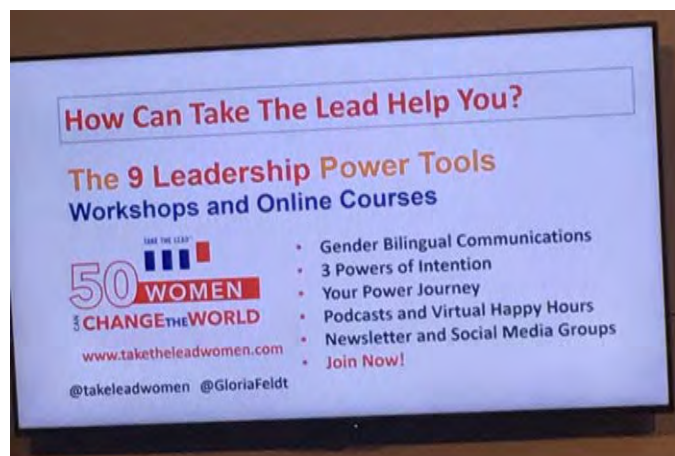 How Can Take The Lead Help You?
The 9 Leadership Power Tools
Workshops and Online Courses
TAKE THE LEAD
50 WOMEN
CAN CHANGE THE WORLD
www.taketheleadwomen.com
@takeleadwomen @GloriaFeldt
• Gender Bilingual Communications
• 3 Powers of Intention
• Your Power Journey
• Podcasts and Virtual Happy Hours
• Newsletter and Social Media Groups
• Join Now!